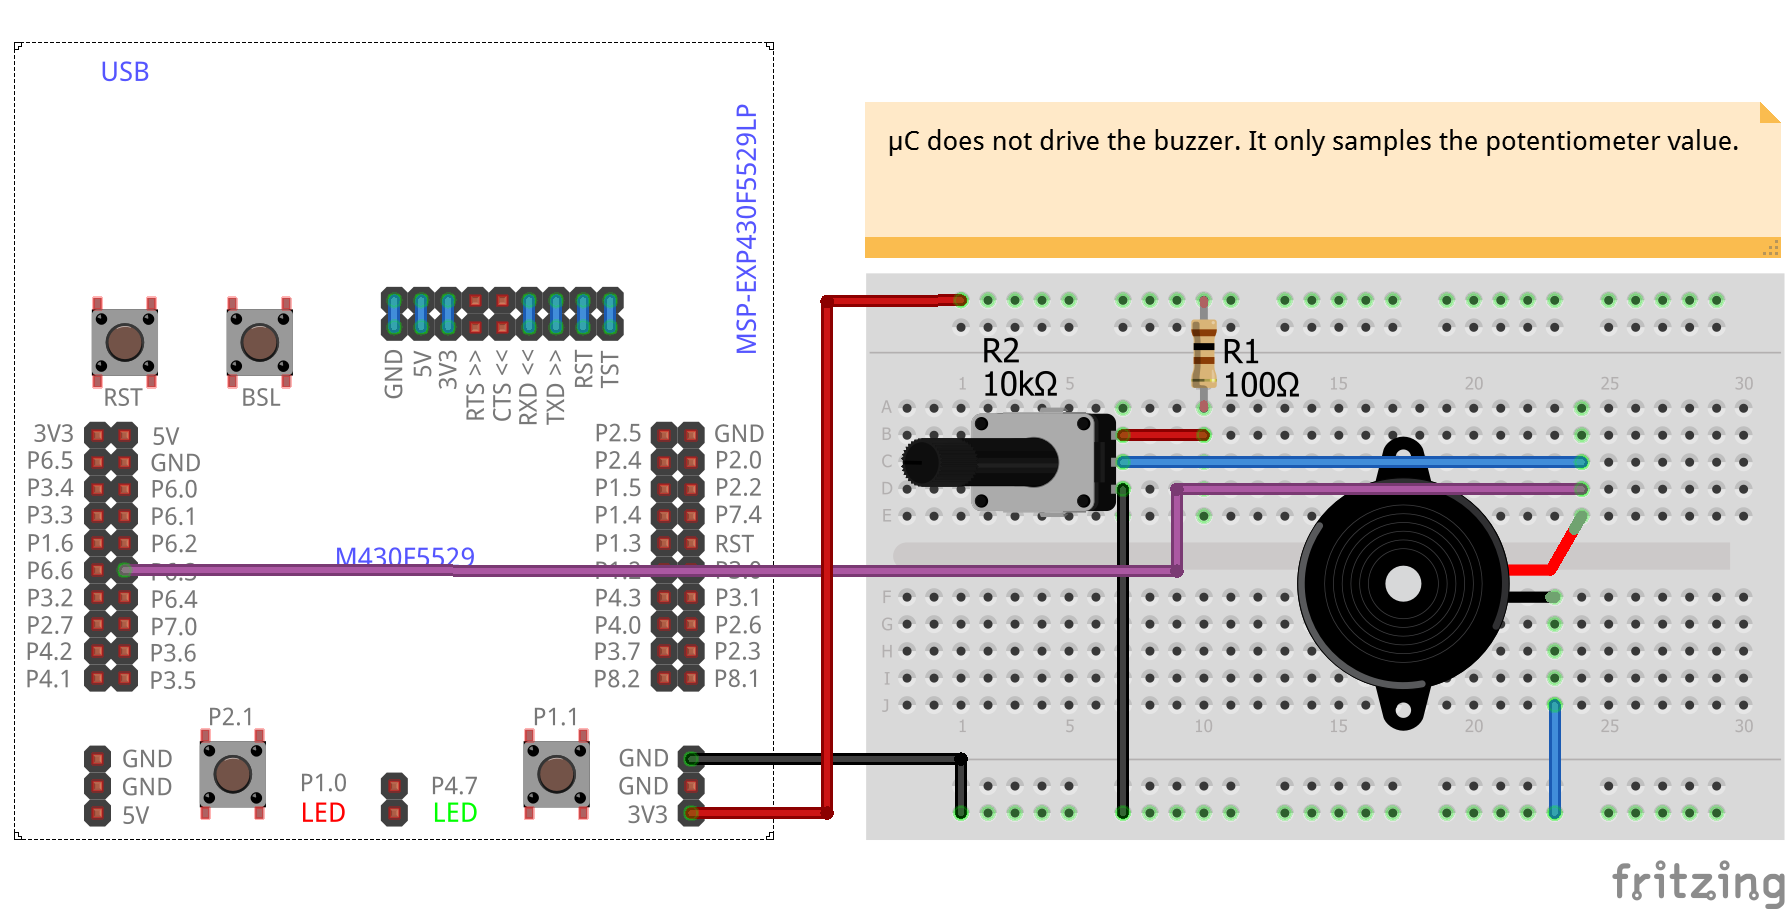 USB
MSP-EXP430F5529LP
µC does not drive the buzzer. It only samples the potentiometer value.
GND 5V 3V3 RTS >> CTS << RXD << TXD >> RST TST
RST BSL
R2
10kΩ
R1
100Ω
1 5 15 20 25 30
A
B
C
D
E
F
G
H
I
J
1 5 10 15 20 25 30
3V3 5V
P6.5 GND
P3.4 P6.0
P3.3 P6.1
P1.6 P6.2
P6.6 P6.3
P3.2 P6.4
P2.7 P7.0
P4.2 P3.6
P4.1 P3.5
M430F5529
P2.5 GND
P2.4 P2.0
P1.5 P2.2
P1.4 P7.4
P1.3 RST
P1.2 P3.0
P4.3 P3.1
P4.0 P2.6
P3.7 P2.3
P8.2 P8.1
P2.1
P1.1
GND
GND
5V
P1.0
LED
P4.7
LED
GND
GND
3V3
fritzing